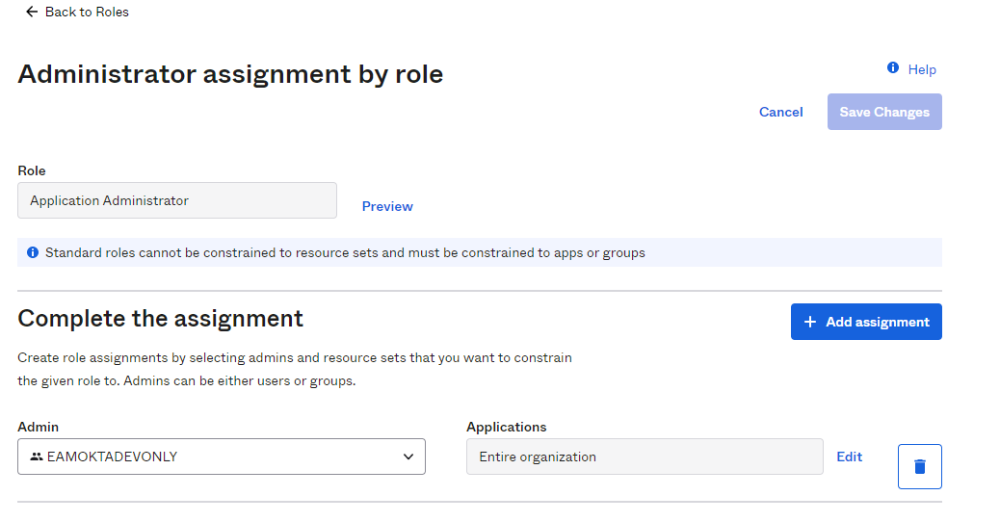 Back to Roles
Administrator assignment by role
Help
Cancel
Save Changes
Role
Application Administrator
Preview
Standard roles cannot be constrained to resource sets and must be constrained to apps or groups
Complete the assignment
Add assignment
Create role assignments by selecting admins and resource sets that you want to constrain
the given role to. Admins can be either users or groups.
Admin
Applications
EAMOKTADEVONLY
Entire organization
Edit